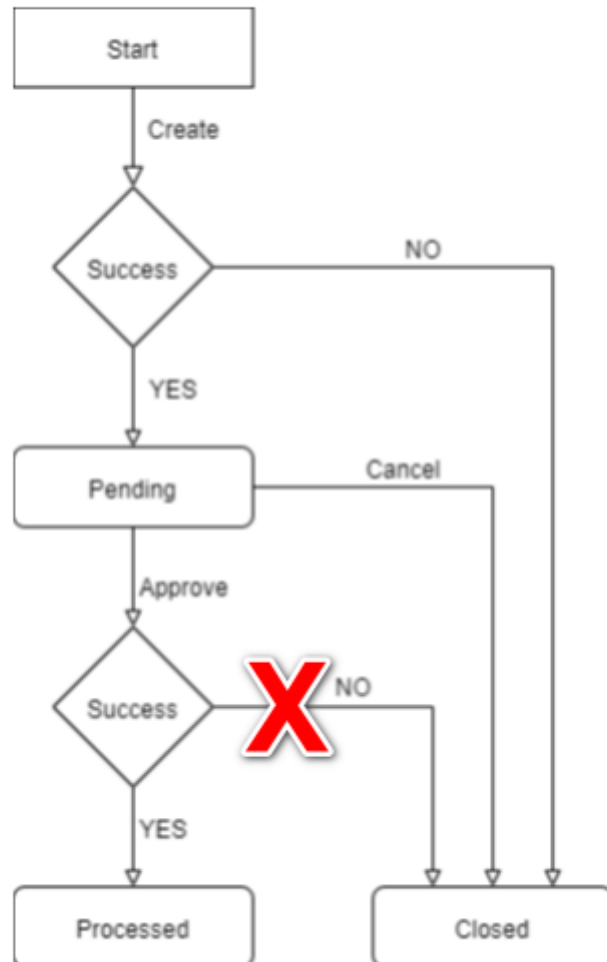 Start
Create
Success
NO
YES
Pending
Cancel
Approve
Success
X
NO
YES
Processed
Closed